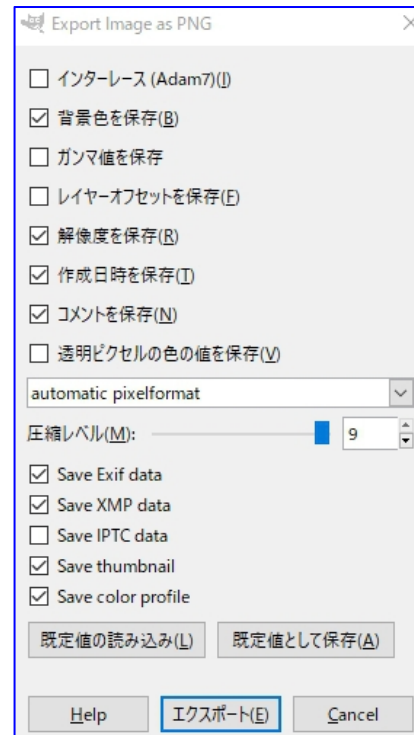 Export Image as PNG
インターレース (Adam7)(I)
背景色を保存(B)
ガンマ値を保存
レイヤーオフセットを保存(F)
解像度を保存(R)
作成日時を保存(T)
コメントを保存(N)
透明ピクセルの色の値を保存(V)
automatic pixelformat
圧縮レベル(M): 9
Save Exif data
Save XMP data
Save IPTC data
Save thumbnail
Save color profile
既定値の読み込み(L) 既定値として保存(A)
Help エクスポート(E) Cancel